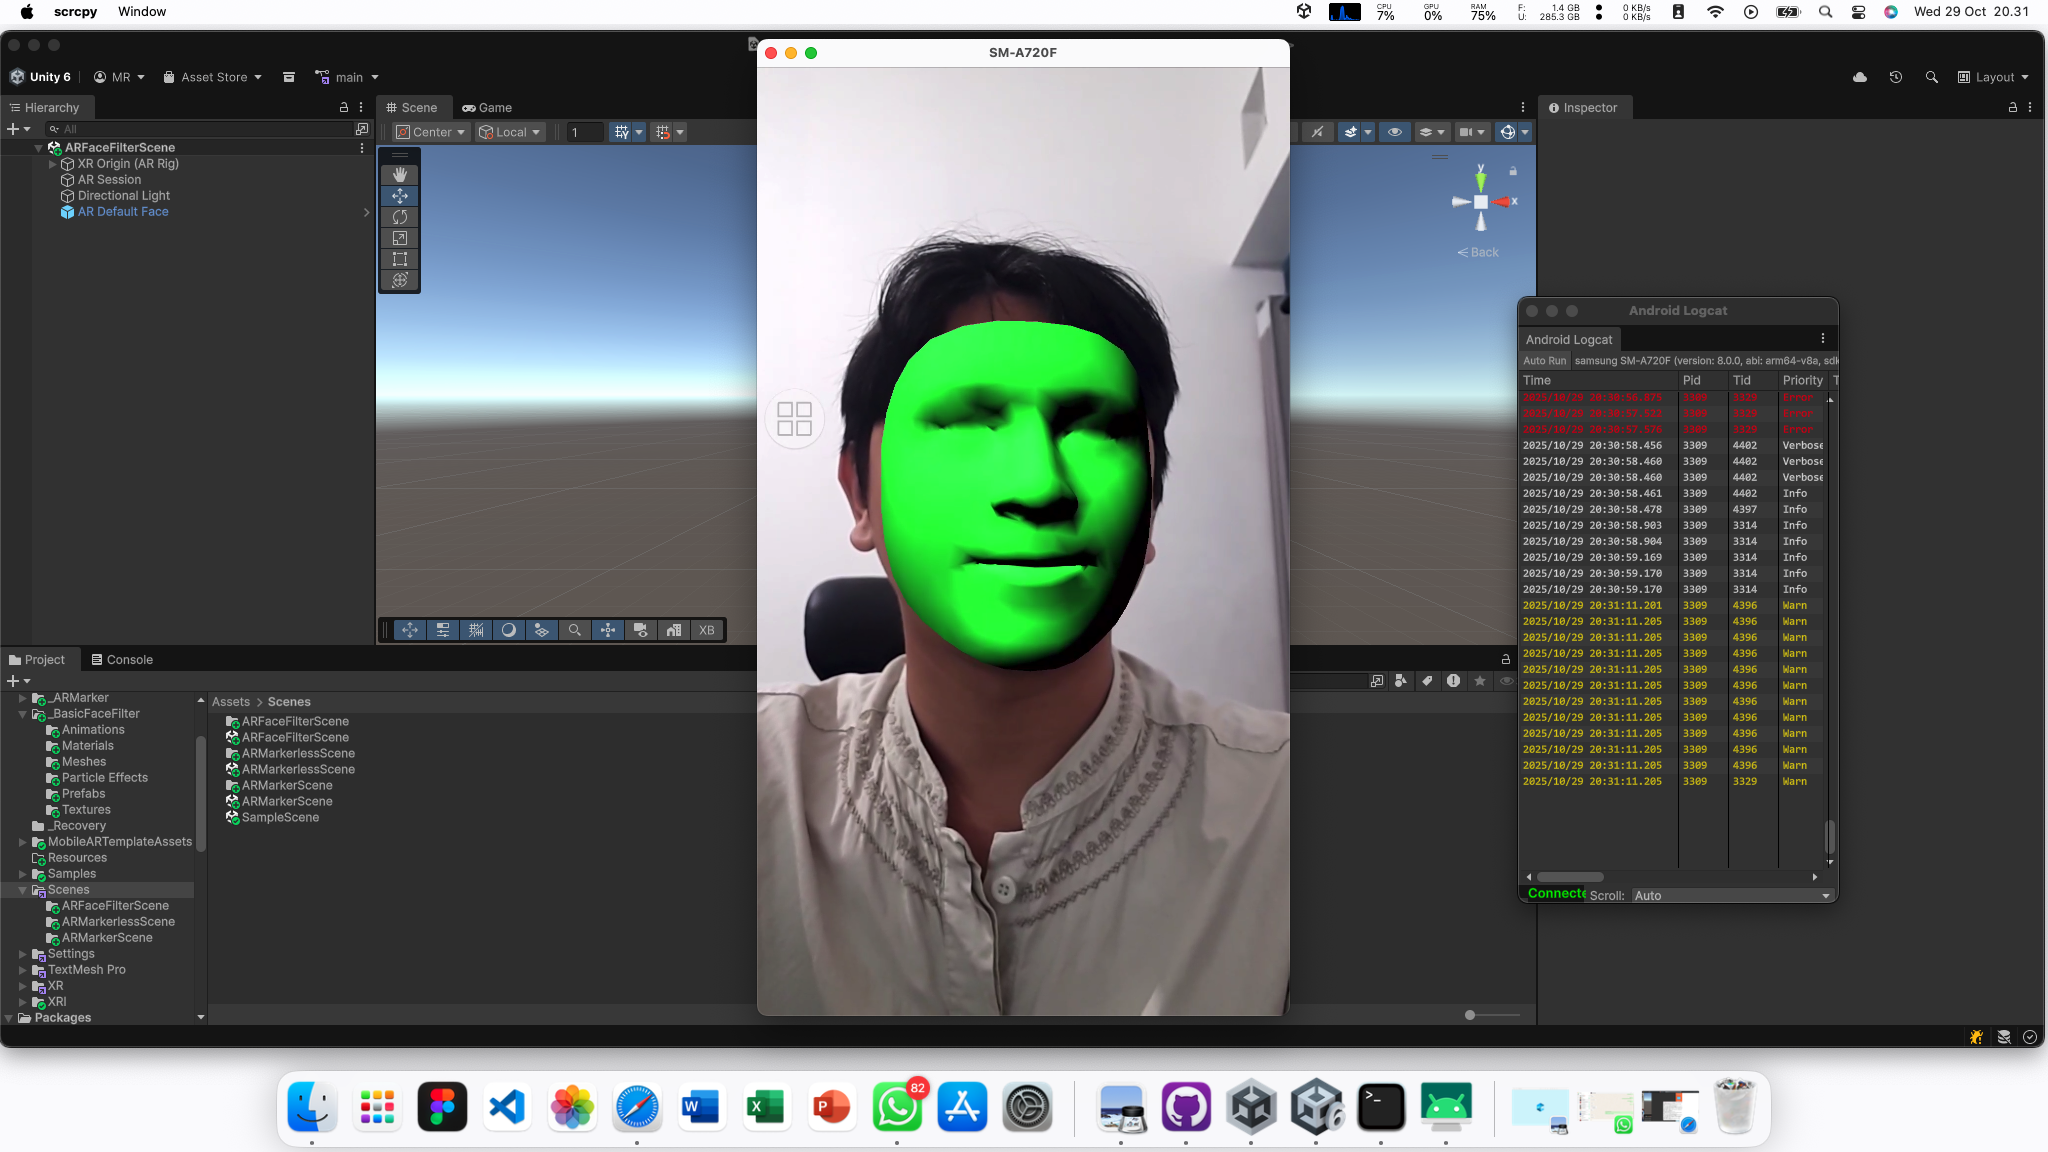 scrcpy Window
CPU 7% GPU 0% RAM 75% F: 1.4 GB U: 285.3 GB 0 KB/s 0 KB/s Wed 29 Oct 20.31
SM-A720F
Unity 6 MR Asset Store main Layout
Hierarchy
All
ARFaceFilterScene
XR Origin (AR Rig)
AR Session
Directional Light
AR Default Face
Scene Game
Center Local 1
y
x
Back
XB
Inspector
Android Logcat
Android Logcat
Auto Run samsung SM-A720F (version: 8.0.0, abi: arm64-v8a, sdk
Time Pid Tid Priority T
2025/10/29 20:30:56.875 3309 3329 Error
2025/10/29 20:30:57.522 3309 3329 Error
2025/10/29 20:30:57.578 3309 3329 Error
2025/10/29 20:30:58.456 3309 4402 Verbose
2025/10/29 20:30:58.460 3309 4402 Verbose
2025/10/29 20:30:58.460 3309 4402 Verbose
2025/10/29 20:30:58.461 3309 4402 Info
2025/10/29 20:30:58.478 3309 4397 Info
2025/10/29 20:30:58.903 3309 3314 Info
2025/10/29 20:30:58.904 3309 3314 Info
2025/10/29 20:30:59.169 3309 3314 Info
2025/10/29 20:30:59.170 3309 3314 Info
2025/10/29 20:30:59.170 3309 3314 Info
2025/10/29 20:31:11.201 3309 4396 Warn
2025/10/29 20:31:11.205 3309 4396 Warn
2025/10/29 20:31:11.205 3309 4396 Warn
2025/10/29 20:31:11.205 3309 4396 Warn
2025/10/29 20:31:11.205 3309 4396 Warn
2025/10/29 20:31:11.205 3309 4396 Warn
2025/10/29 20:31:11.205 3309 4396 Warn
2025/10/29 20:31:11.205 3309 4396 Warn
2025/10/29 20:31:11.205 3309 4396 Warn
2025/10/29 20:31:11.205 3309 4396 Warn
2025/10/29 20:31:11.205 3309 4396 Warn
2025/10/29 20:31:11.205 3309 3329 Warn
Connecte Scroll: Auto
Project Console
_ARMarker
_BasicFaceFilter
Animations
Materials
Meshes
Particle Effects
Prefabs
Textures
_Recovery
MobileARTemplateAssets
Resources
Samples
Scenes
ARFaceFilterScene
ARMarkerlessScene
ARMarkerScene
Settings
TextMesh Pro
XR
XRI
Packages
Assets > Scenes
ARFaceFilterScene
ARFaceFilterScene
ARMarkerlessScene
ARMarkerlessScene
ARMarkerScene
ARMarkerScene
SampleScene
W
X
P
82
6